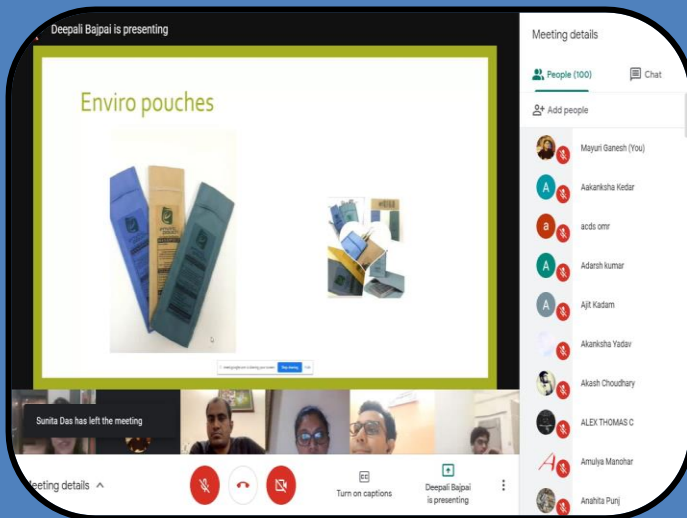 Deepali Bajpai is presenting
Enviro pouches
Stop sharing
Sunita Das has left the meeting
eeting details
Turn on captions
Deepali Bajpai
is presenting
Meeting details
People (100)
Chat
Add people
Mayuri Ganesh (You)
A
Aakanksha Kedar
a
acds omr
A
Adarsh kumar
A
Ajit Kadam
Akanksha Yadav
Akash Choudhary
ALEX THOMAS C
A
Amulya Manohar
Anahita Punj